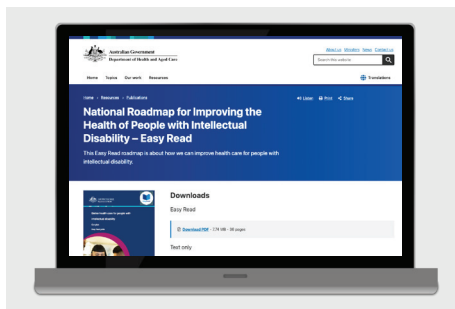 Australian Government
Department of Health and Aged Care
About us Ministers News Contact us
Search this website
Home Topics Our work Resources
Translations
Home Resources Publications
Listen Print Share
National Roadmap for Improving the
Health of People with Intellectual
Disability – Easy Read
This Easy Read roadmap is about how we can improve health care for people with
intellectual disability.
Downloads
Easy Read
Download PDF
Text only